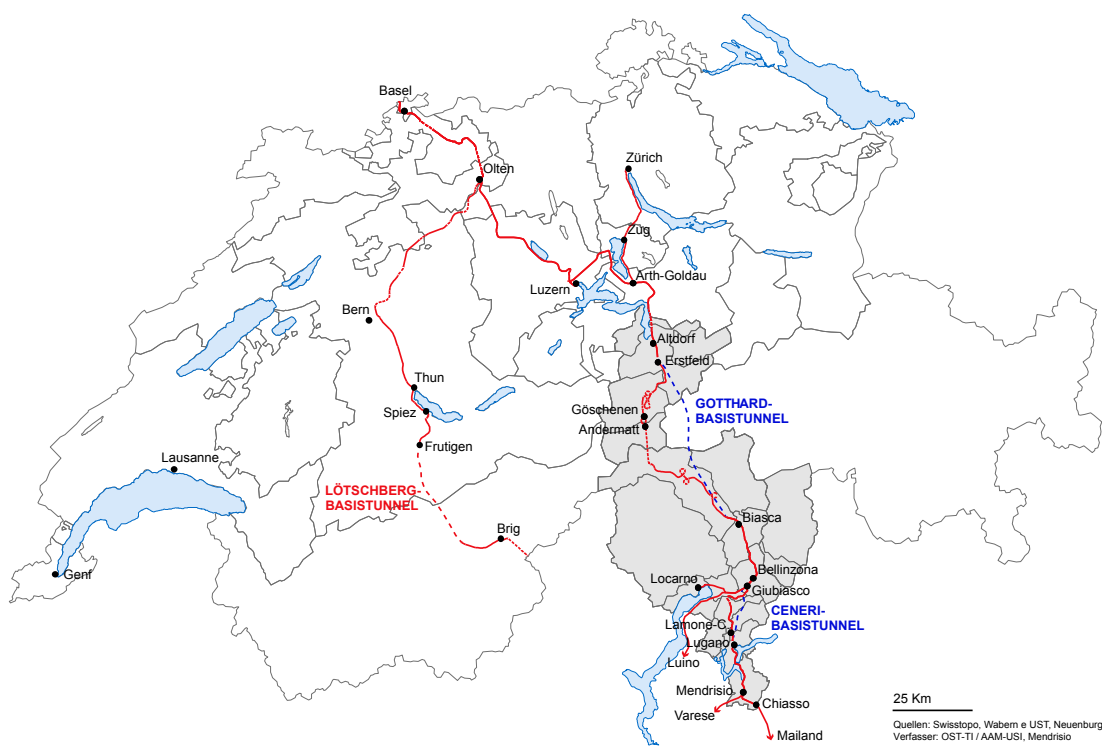 Basel
Olten
Zürich
Zug
Arth-Goldau
Luzern
Bern
Altdorf
Erstfeld
Thun
Spiez
GOTTHARD-
BASISTUNNEL
Göschenen
Andermatt
Frutigen
Lausanne
LÖTSCHBERG-
BASISTUNNEL
Biasca
Brig
Genf
Bellinzona
Locarno
Giubiasco
CENERI-
BASISTUNNEL
Lamone-C.
Lugano
Luino
Mendrisio
Chiasso
Varese
Mailand
25 Km
Quellen: Swisstopo, Wabern e UST, Neuenburg
Verfasser: OST-TI / AAM-USI, Mendrisio